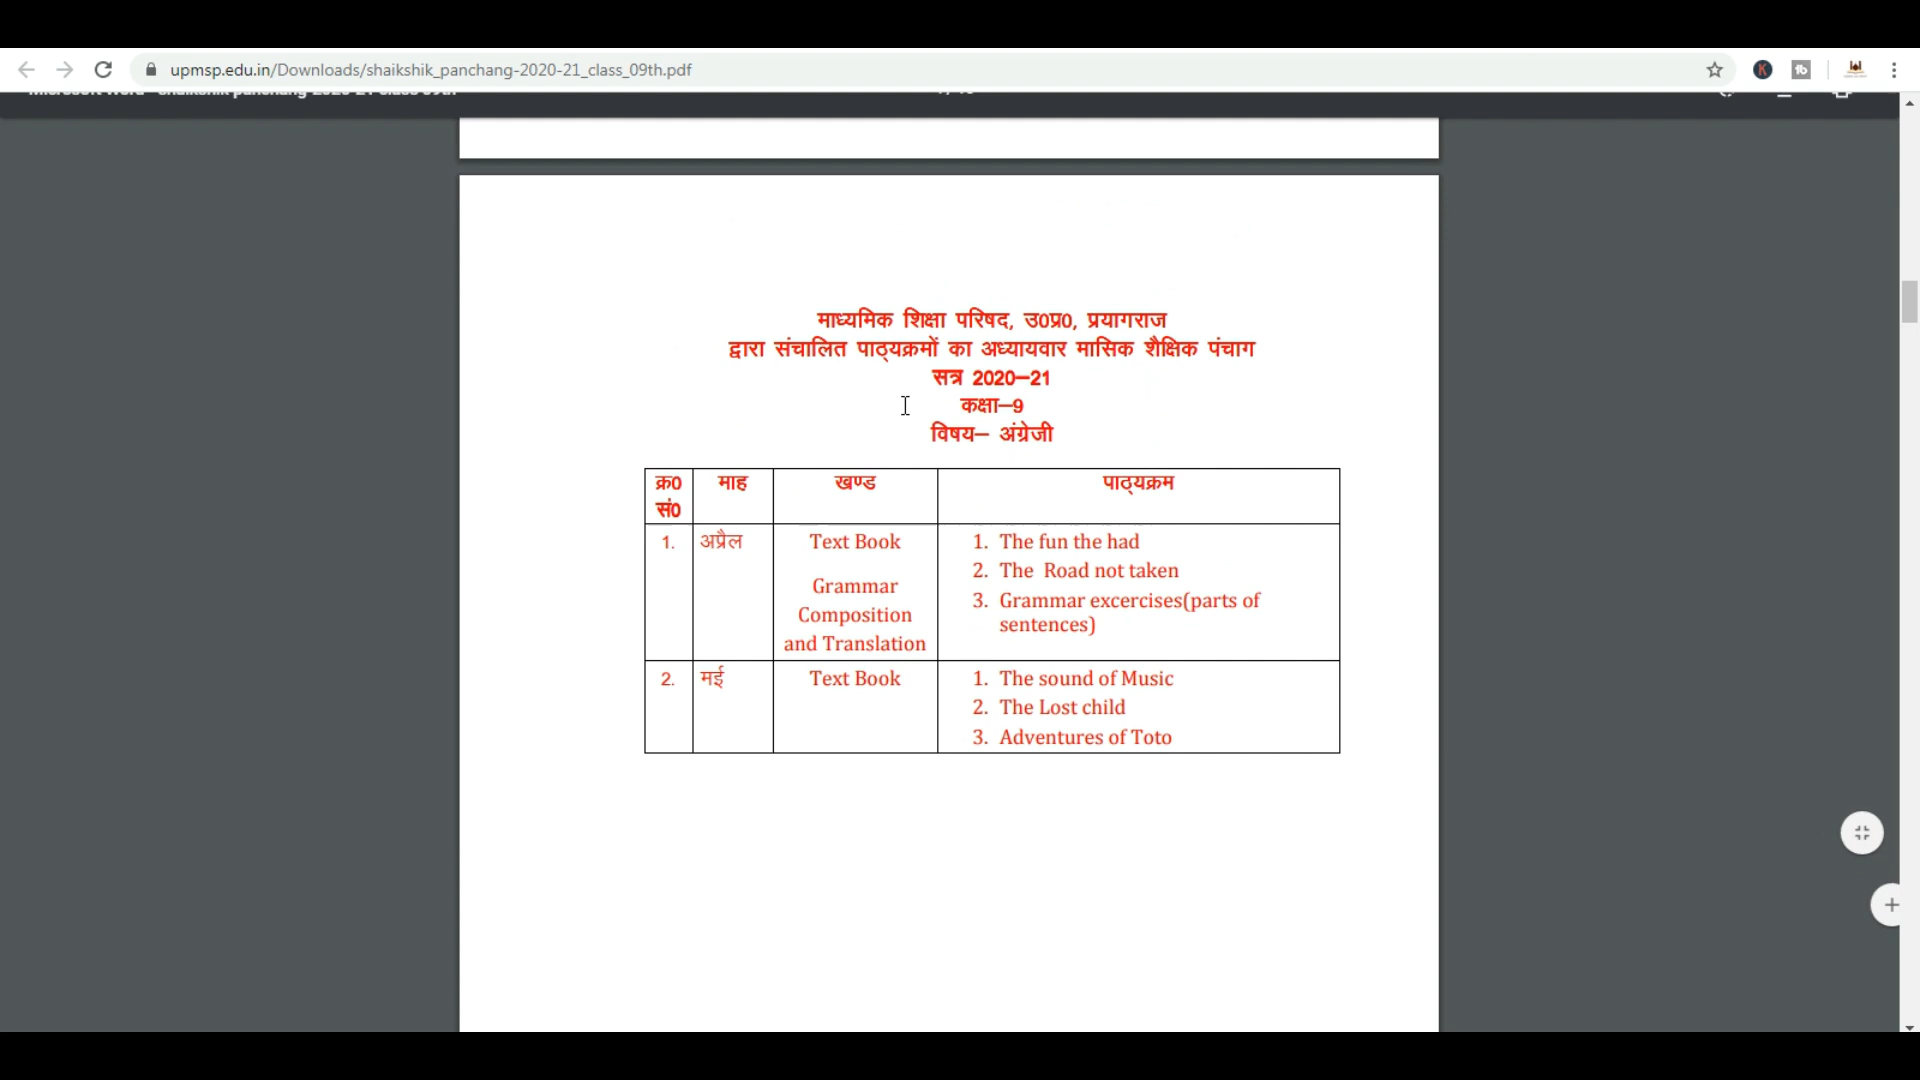 upmsp.edu.in/Downloads/shaikshik_panchang-2020-21_class_09th.pdf
माध्यमिक शिक्षा परिषद, उ0प्र0, प्रयागराज
द्वारा संचालित पाठ्यक्रमों का अध्यायवार मासिक शैक्षिक पंचाग
सत्र 2020–21
कक्षा–9
विषय– अंग्रेजी
क्र0 सं0 माह खण्ड पाठ्यक्रम
1. अप्रैल Text Book 1. The fun the had
2. The Road not taken
Grammar 3. Grammar excercises(parts of
Composition sentences)
and Translation
2. मई Text Book 1. The sound of Music
2. The Lost child
3. Adventures of Toto